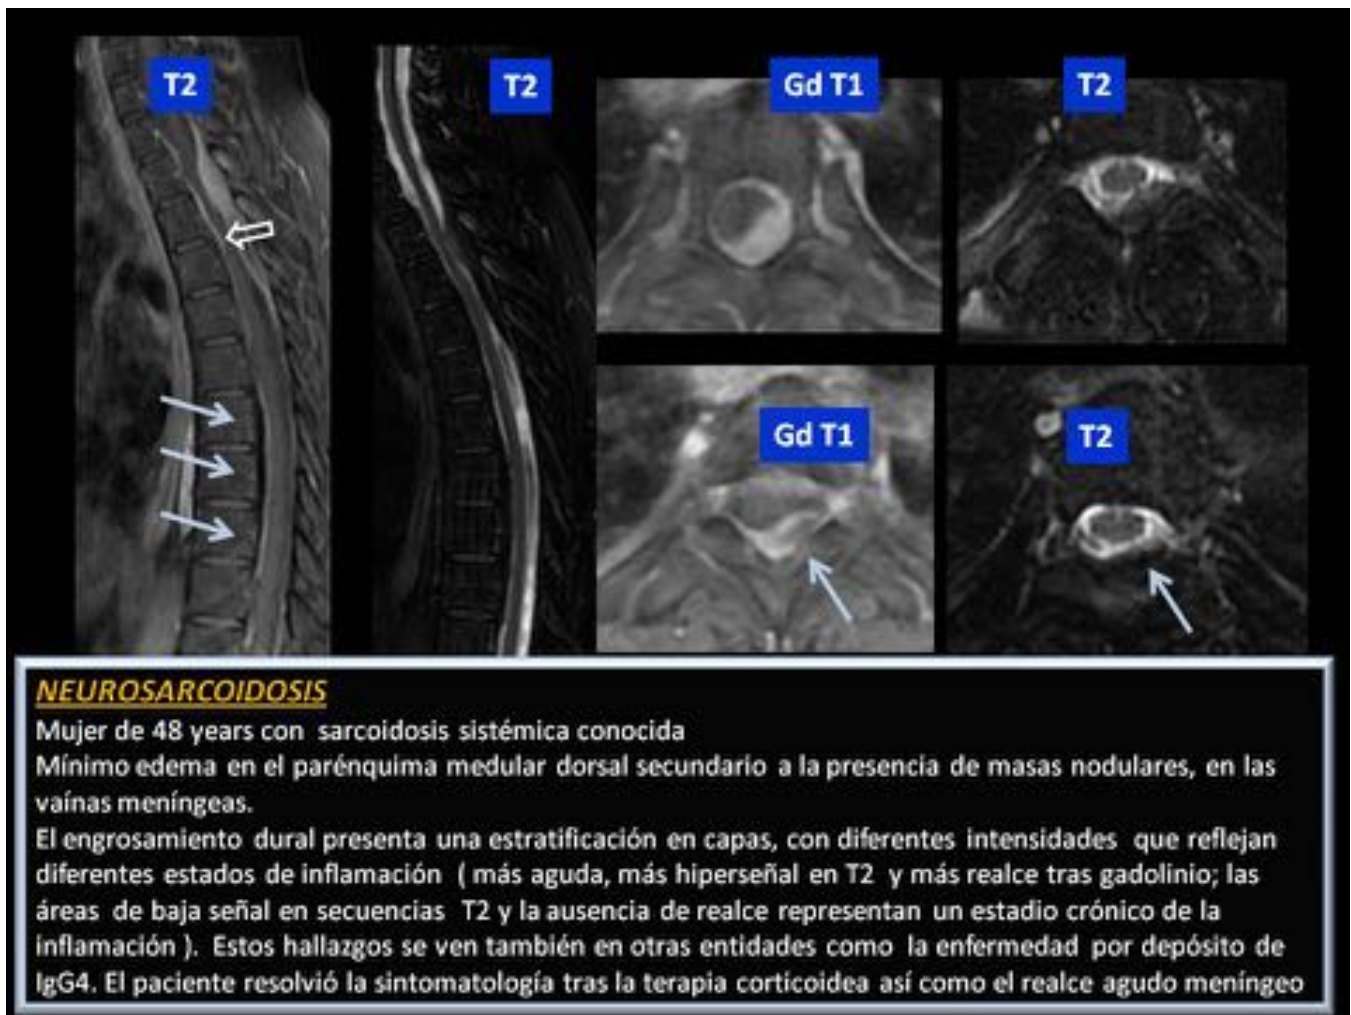 T2
T2
Gd T1
T2
Gd T1
T2
NEUROSARCOIDOSIS
Mujer de 48 years con sarcoidosis sistémica conocida
Mínimo edema en el parénquima medular dorsal secundario a la presencia de masas nodulares, en las
vaínas meníngeas.
El engrosamiento dural presenta una estratificación en capas, con diferentes intensidades que reflejan
diferentes estados de inflamación ( más aguda, más hiperseñal en T2 y más realce tras gadolinio; las
áreas de baja señal en secuencias T2 y la ausencia de realce representan un estadio crónico de la
inflamación ). Estos hallazgos se ven también en otras entidades como la enfermedad por depósito de
IgG4. El paciente resolvió la sintomatología tras la terapia corticoidea así como el realce agudo meníngeo